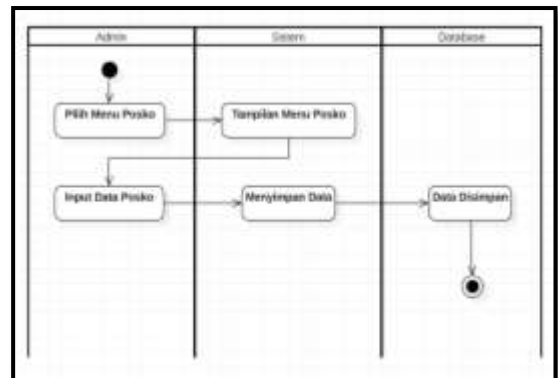 Admin
Sistem
Database
Pilih Menu Posko
Tampilan Menu Posko
Input Data Posko
Menyimpan Data
Data Disimpan